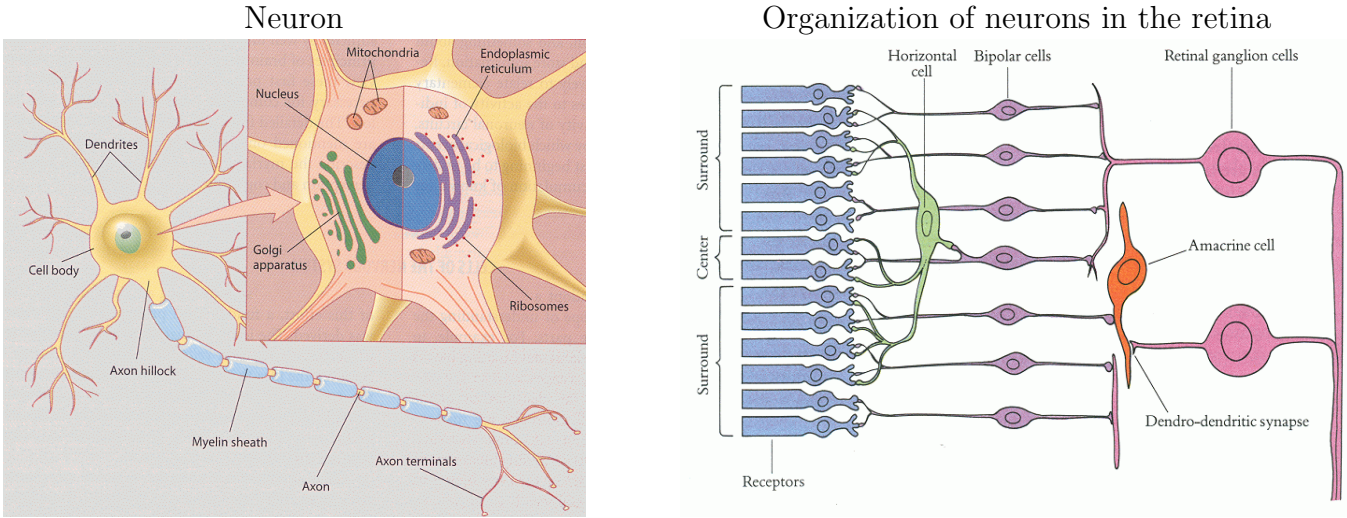 Neuron
Mitochondria
Endoplasmic
reticulum
Nucleus
Dendrites
Golgi
apparatus
Cell body
Ribosomes
Axon hillock
Myelin sheath
Axon
Axon terminals
Organization of neurons in the retina
Horizontal
cell
Bipolar cells
Retinal ganglion cells
Surround
Center
Surround
Amacrine cell
Dendro-dendritic synapse
Receptors